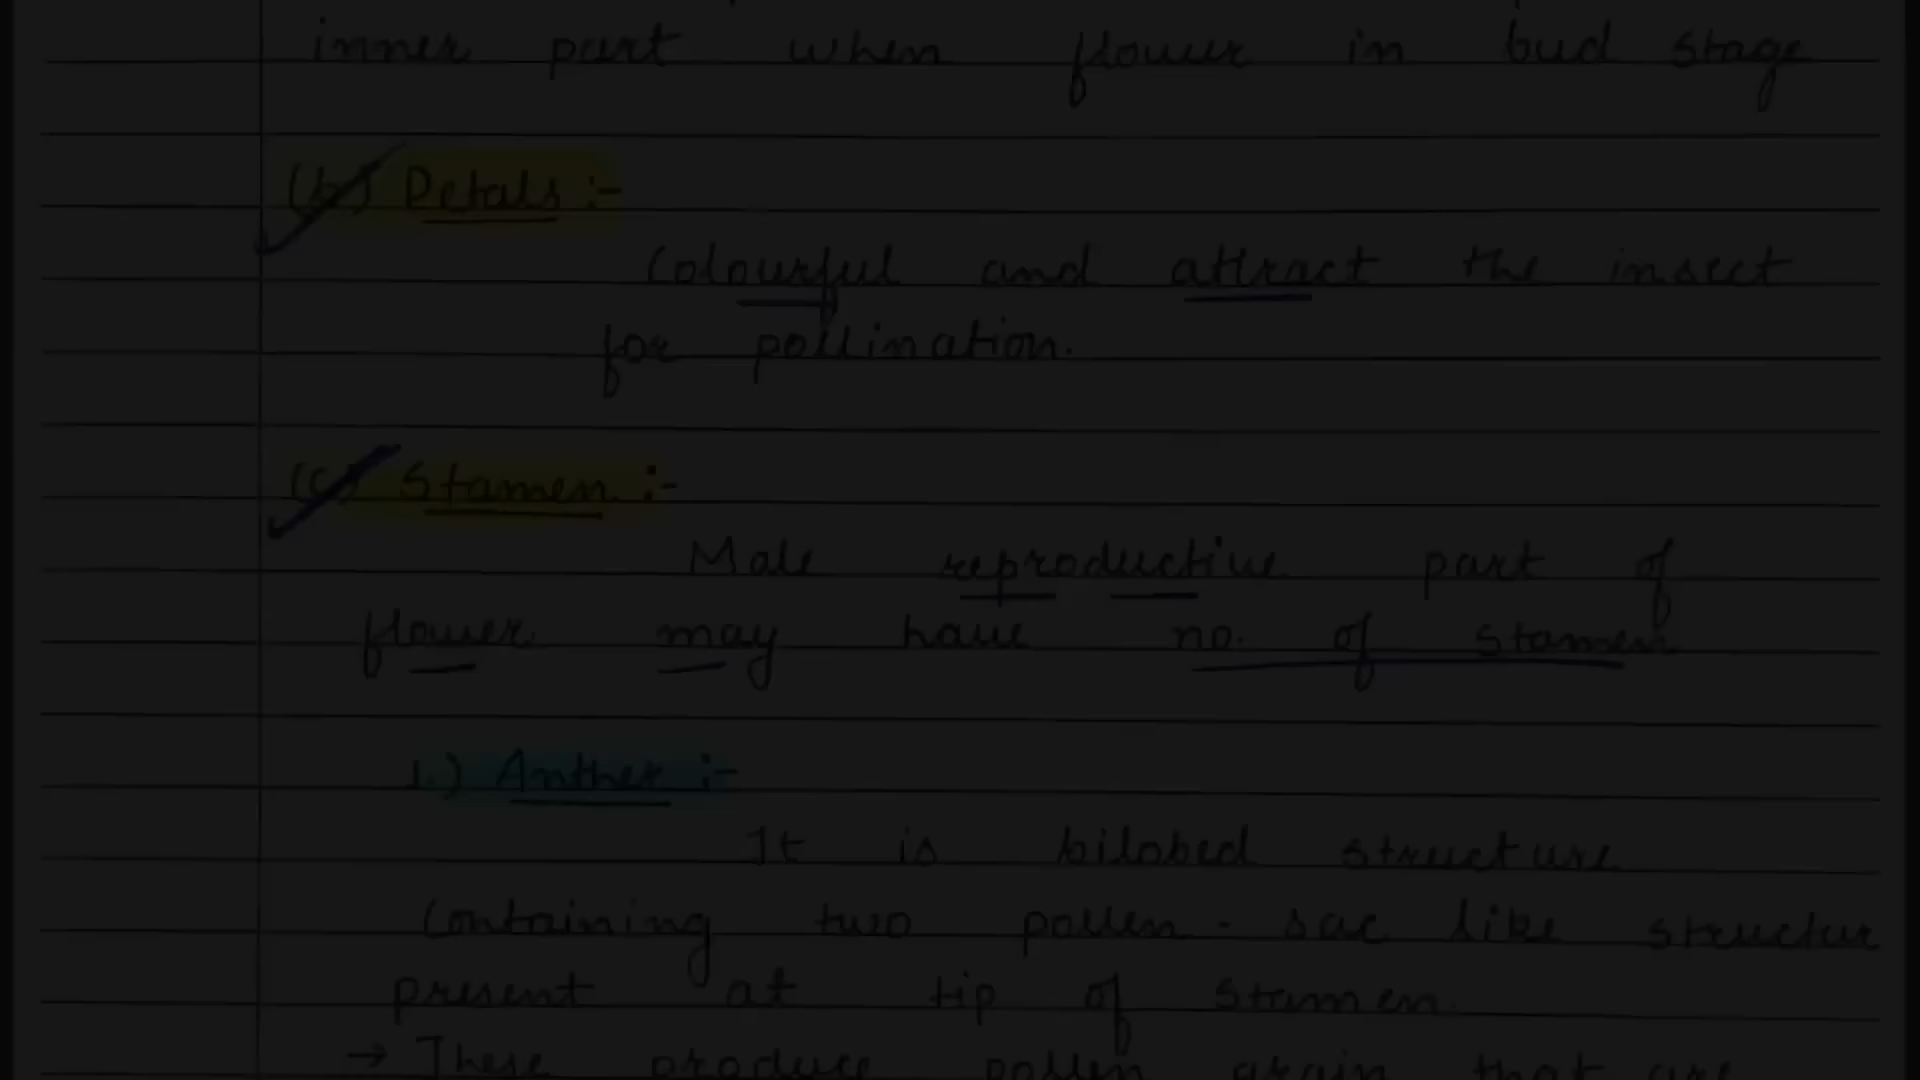 inner part when flower in bud stage
(b) Petals :-
Colourful and attract the insect
for pollination.
(c) Stamen :-
Male reproductive part of
flower may have no. of stamen
1.) Anther :-
It is bilobed structure
Containing two pollen - sac like structur
present at tip of stamen.
→ These produce pollen grain that are